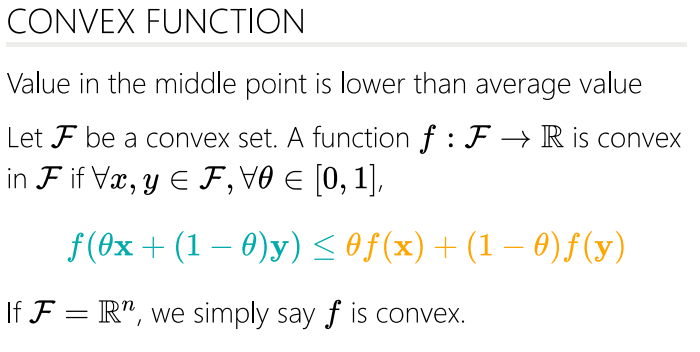 CONVEX FUNCTION
Value in the middle point is lower than average value
Let ℱ be a convex set. A function f : ℱ → ℝ is convex
in ℱ if ∀x, y ∈ ℱ, ∀θ ∈ [0, 1],
f(θx + (1 − θ)y) ≤ θf(x) + (1 − θ)f(y)
If ℱ = ℝⁿ, we simply say f is convex.